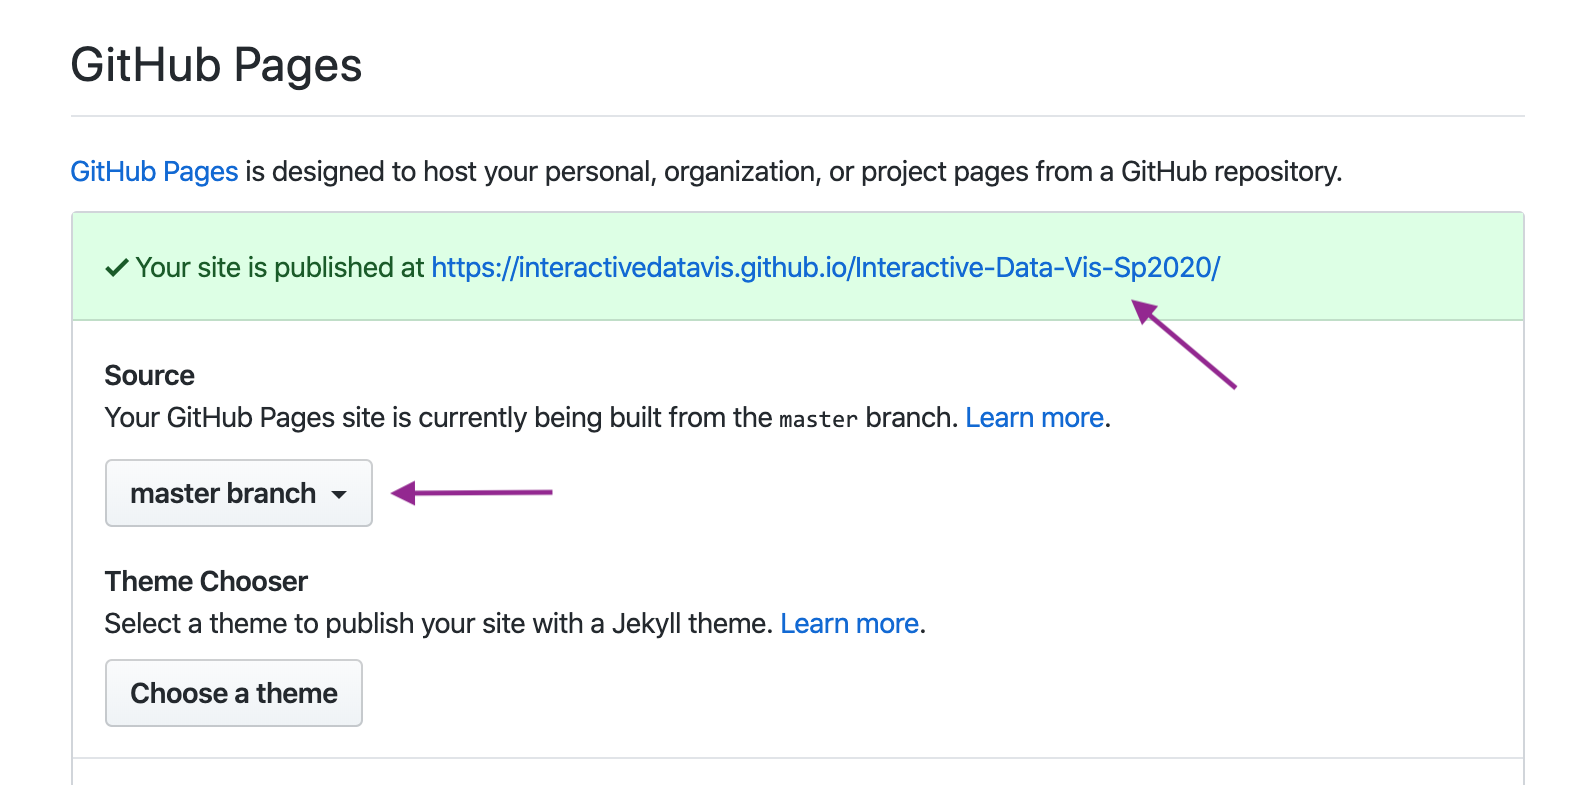 GitHub Pages
GitHub Pages is designed to host your personal, organization, or project pages from a GitHub repository.
Your site is published at https://interactivedatavis.github.io/Interactive-Data-Vis-Sp2020/
Source
Your GitHub Pages site is currently being built from the master branch. Learn more.
master branch
Theme Chooser
Select a theme to publish your site with a Jekyll theme. Learn more.
Choose a theme